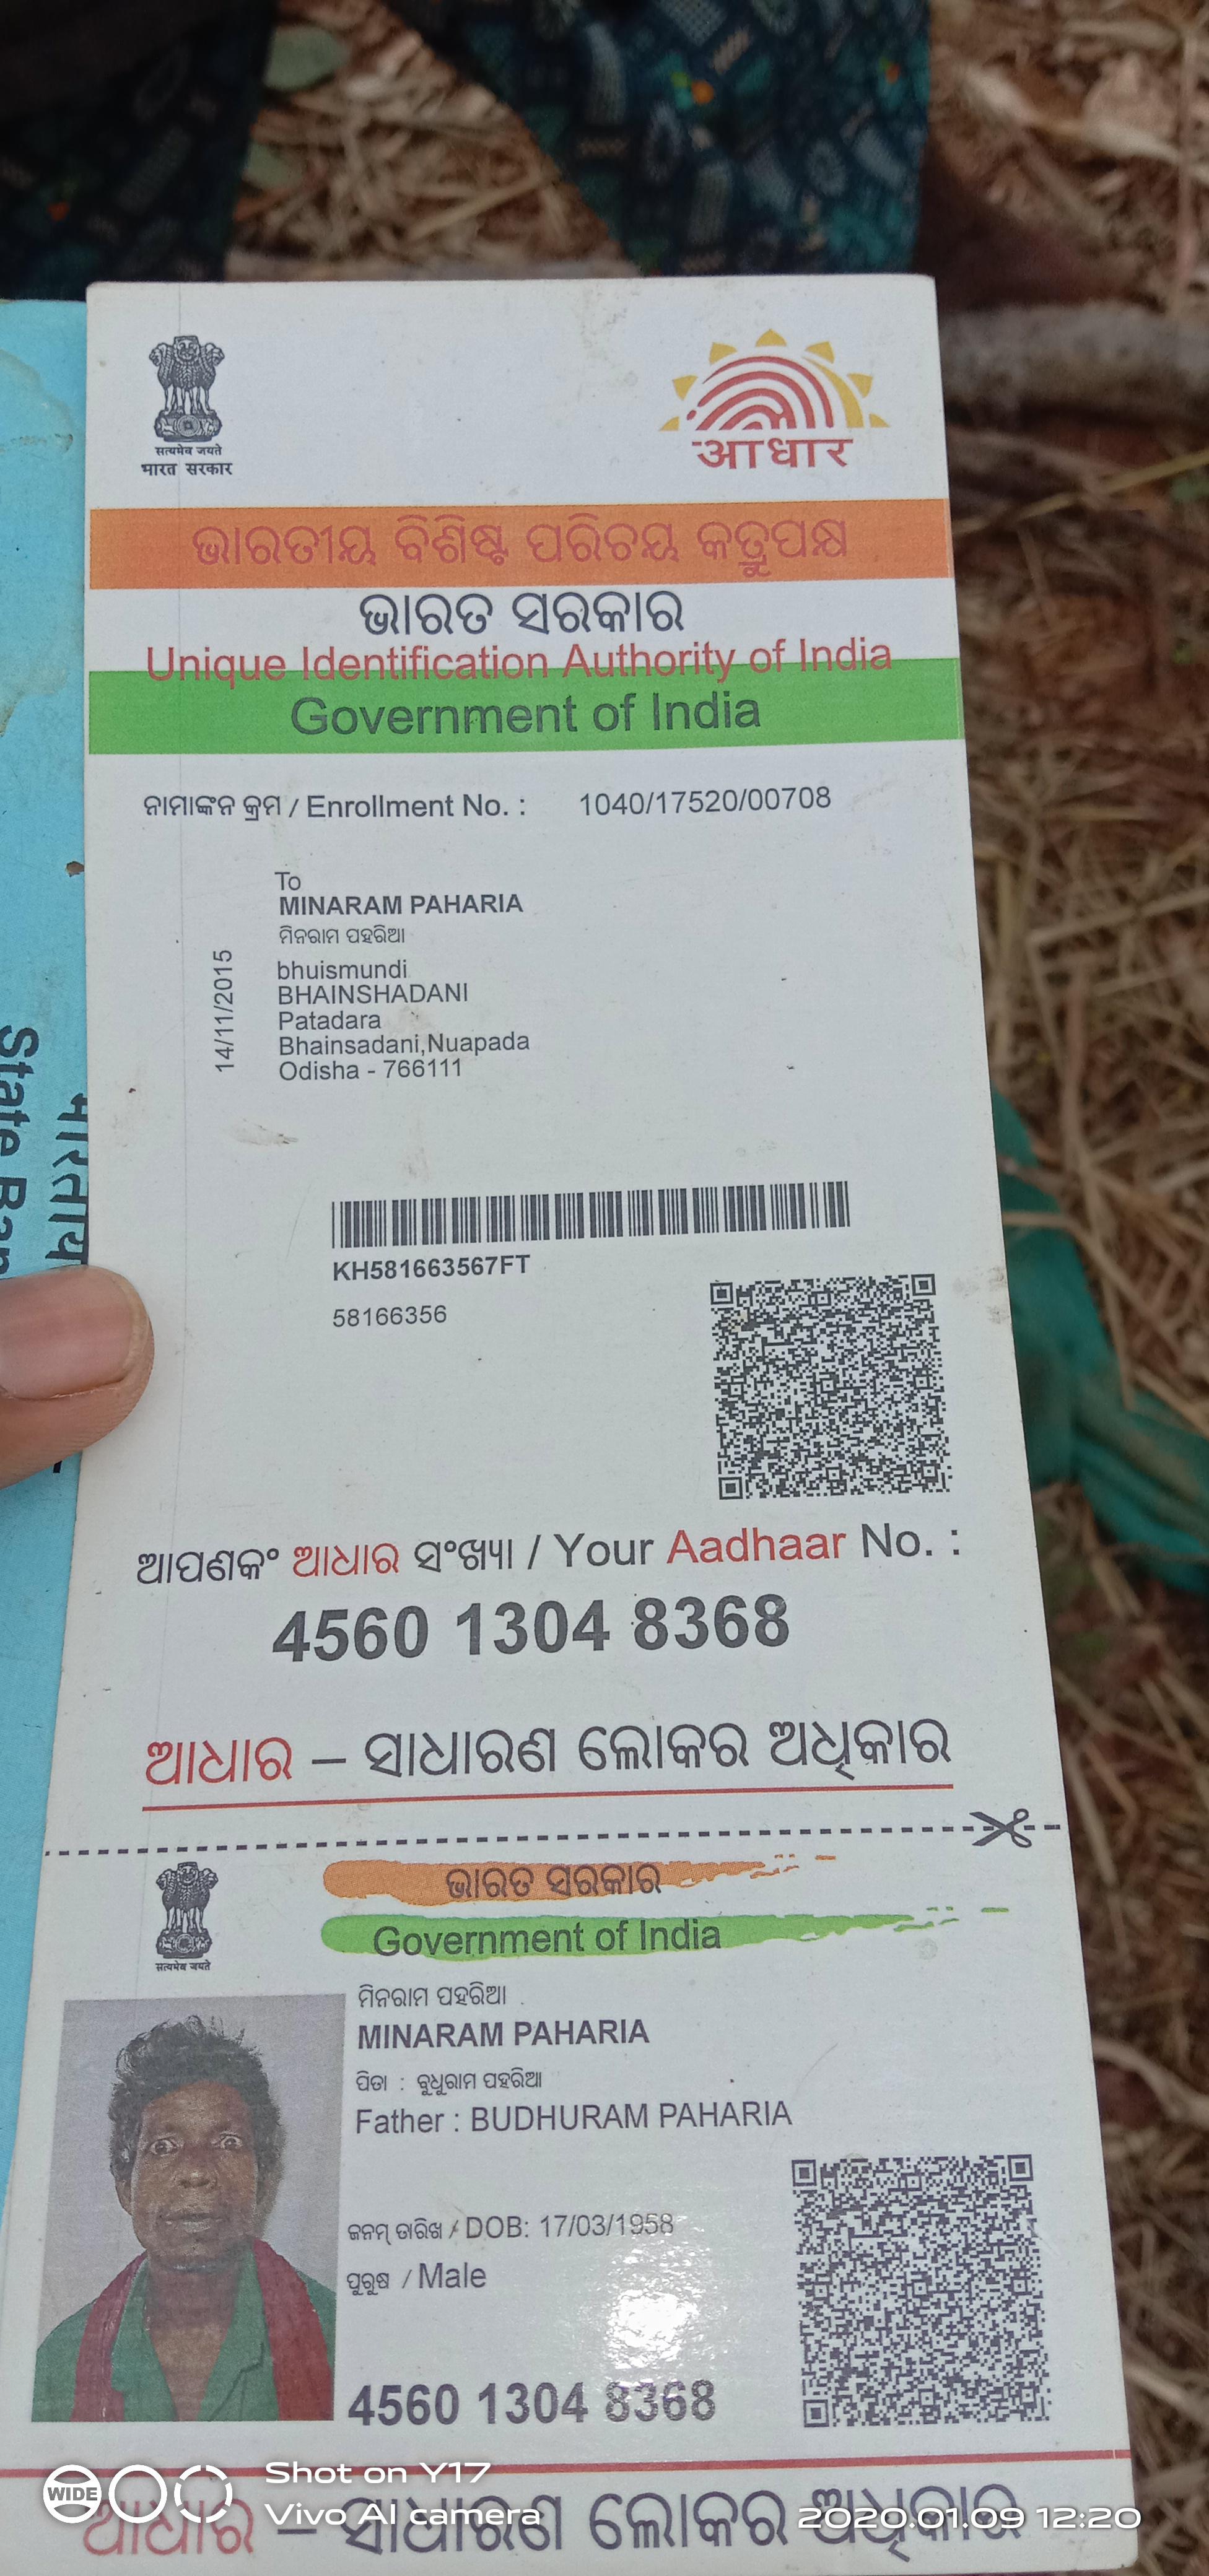 सत्यमेव जयते
भारत सरकार
आधार
ଭାରତୀୟ ବିଶିଷ୍ଟ ପରିଚୟ କତ୍ରୁପକ୍ଷ
ଭାରତ ସରକାର
Unique Identification Authority of India
Government of India
ନାମାଙ୍କନ କ୍ରମ / Enrollment No. : 1040/17520/00708
To
MINARAM PAHARIA
ମିନରାମ ପହରିଆ
bhuismundi
BHAINSHADANI
Patadara
Bhainsadani,Nuapada
Odisha - 766111
14/11/2015
KH581663567FT
58166356
ଆପଣକଂ ଆଧାର ସଂଖ୍ୟା / Your Aadhaar No. :
4560 1304 8368
ଆଧାର – ସାଧାରଣ ଲୋକର ଅଧିକାର
ଭାରତ ସରକାର
Government of India
सत्यमेव जयते
ମିନରାମ ପହରିଆ
MINARAM PAHARIA
ପିତା : ବୁଧୁରାମ ପହରିଆ
Father : BUDHURAM PAHARIA
ଜନମ୍ ତାରିଖ / DOB: 17/03/1958
ପୁରୁଷ / Male
4560 1304 8368
ଆଧାର – ସାଧାରଣ ଲୋକର ଅଧିକାର
State
WIDE
Shot on Y17
Vivo AI camera
2020.01.09 12:20